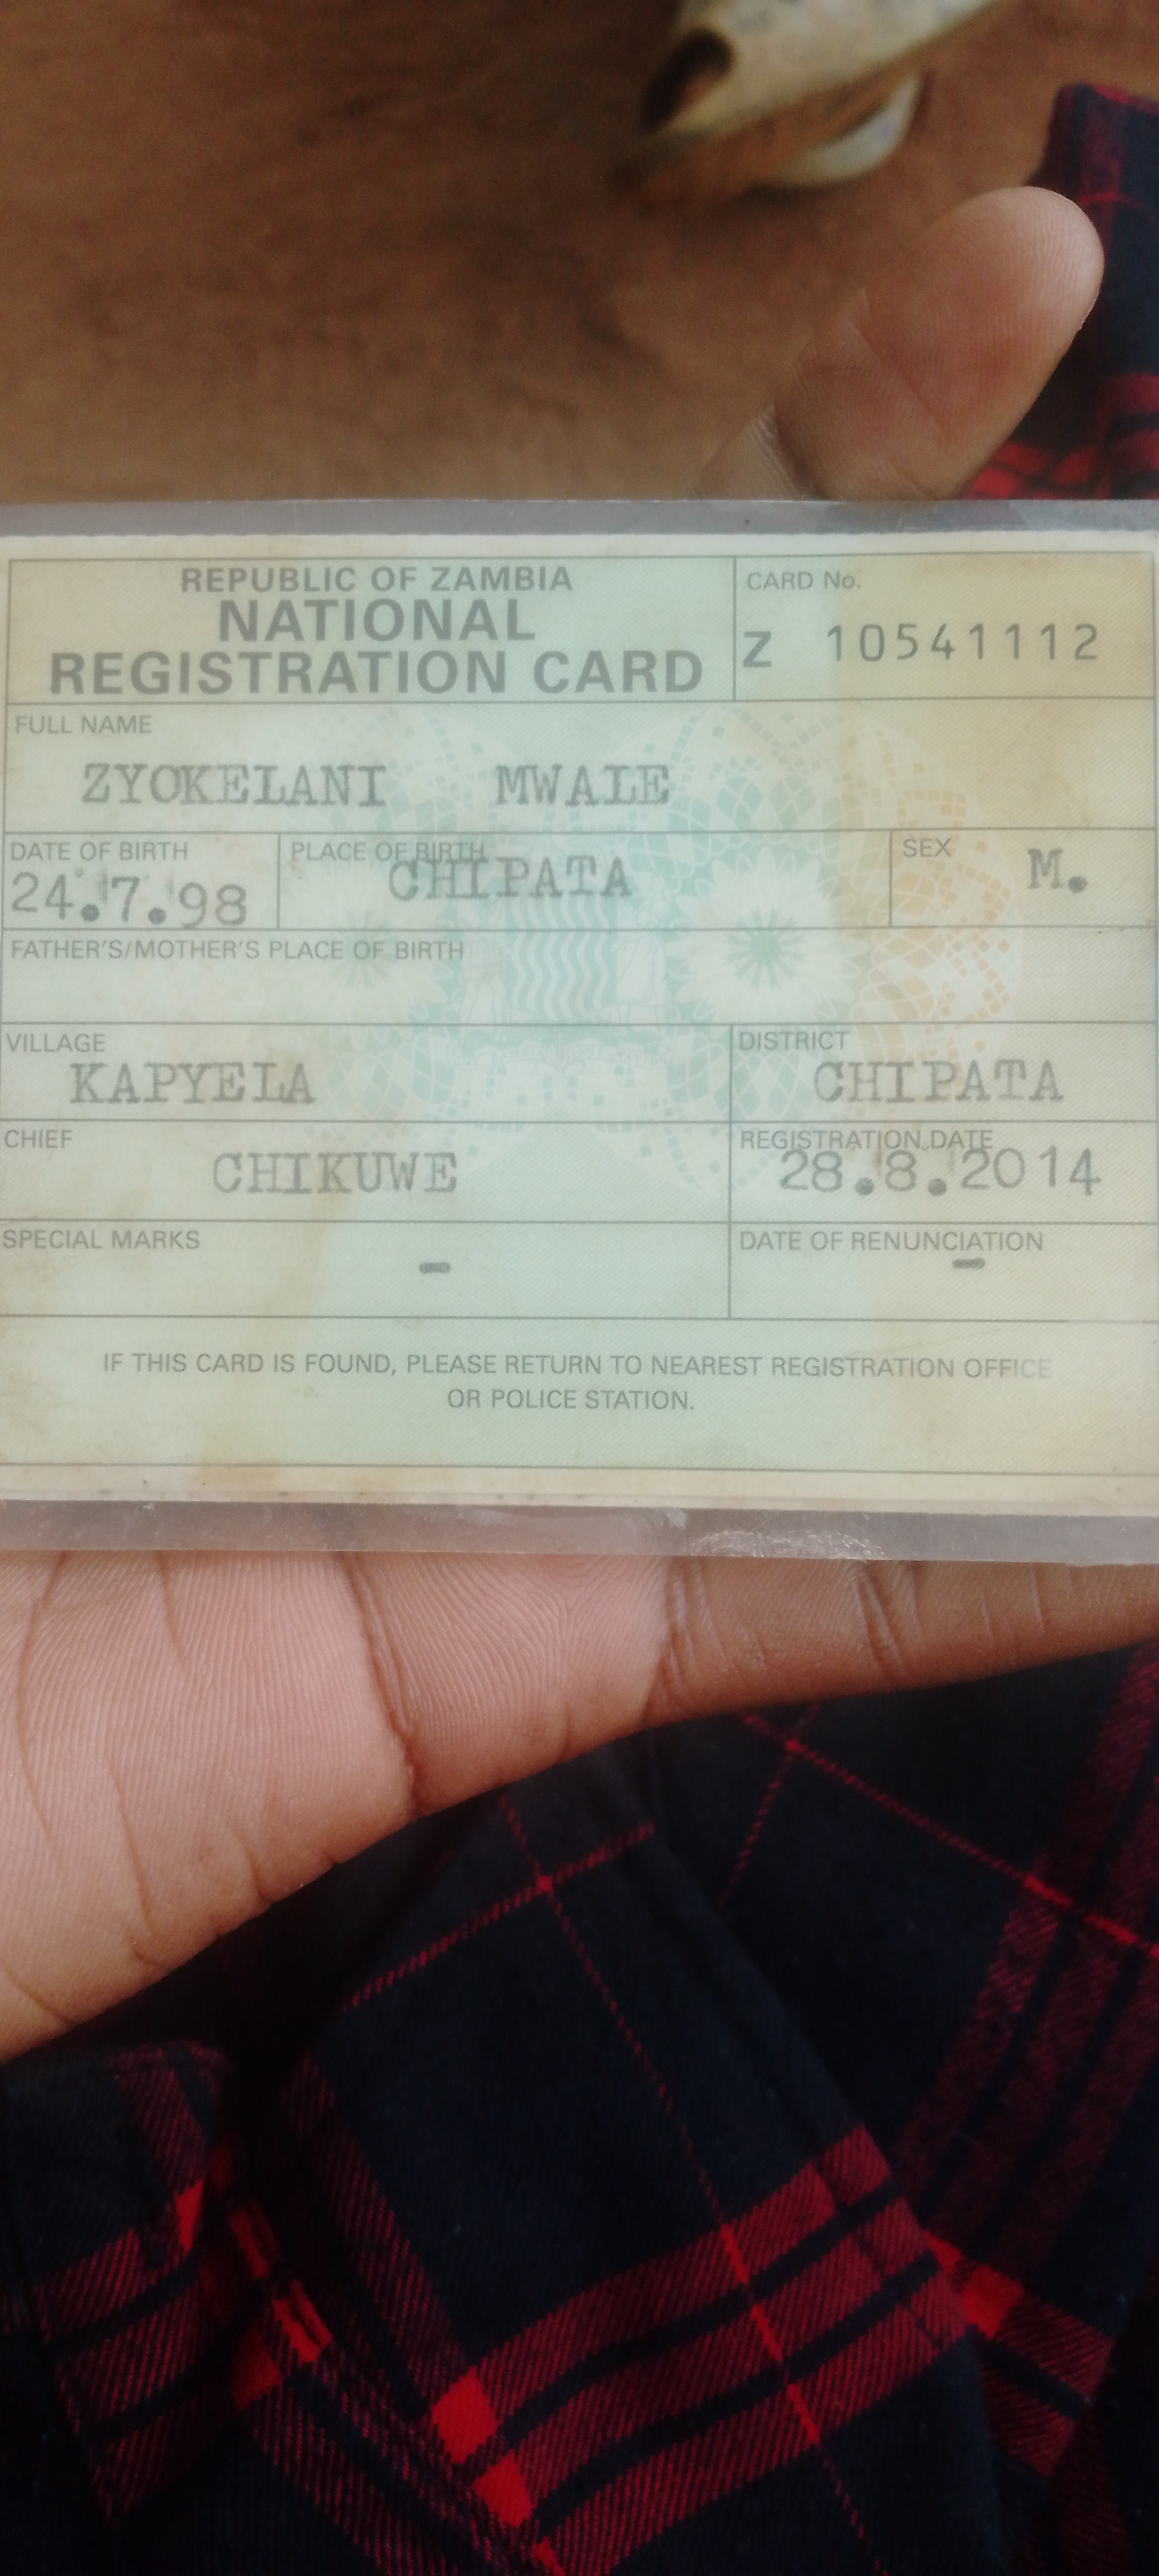 REPUBLIC OF ZAMBIA
NATIONAL
REGISTRATION CARD
CARD No.
Z 10541112
FULL NAME
ZYOKELANI MWALE
DATE OF BIRTH
24.7.98
PLACE OF BIRTH
CHIPATA
SEX
M.
FATHER'S/MOTHER'S PLACE OF BIRTH
VILLAGE
KAPYELA
DISTRICT
CHIPATA
CHIEF
CHIKUWE
REGISTRATION DATE
28.8.2014
SPECIAL MARKS
-
DATE OF RENUNCIATION
-
IF THIS CARD IS FOUND, PLEASE RETURN TO NEAREST REGISTRATION OFFICE
OR POLICE STATION.